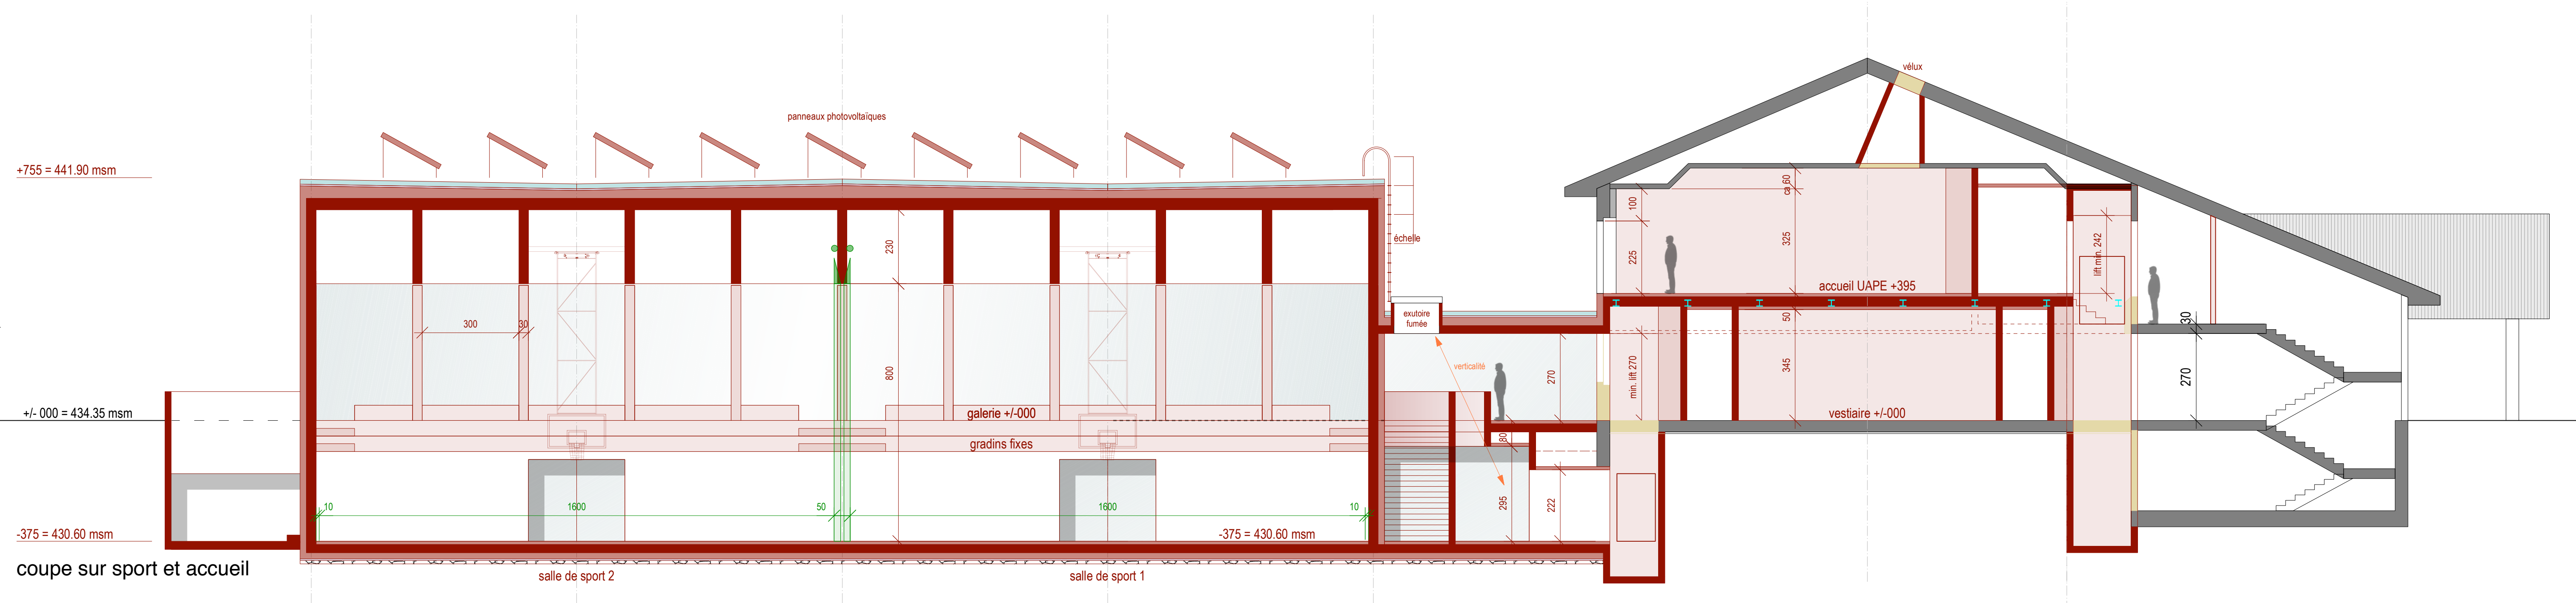 vélux
panneaux photovoltaïques
+755 = 441.90 msm
ca 60
100
325
225
230
échelle
lift min. 242
accueil UAPE +395
exutoire
fumée
300
30
50
30
verticalité
800
270
min. lift 270
345
270
+/- 000 = 434.35 msm
galerie +/-000
vestiaire +/-000
gradins fixes
80
10
1600
50
1600
10
295
222
-375 = 430.60 msm
-375 = 430.60 msm
coupe sur sport et accueil
salle de sport 2
salle de sport 1